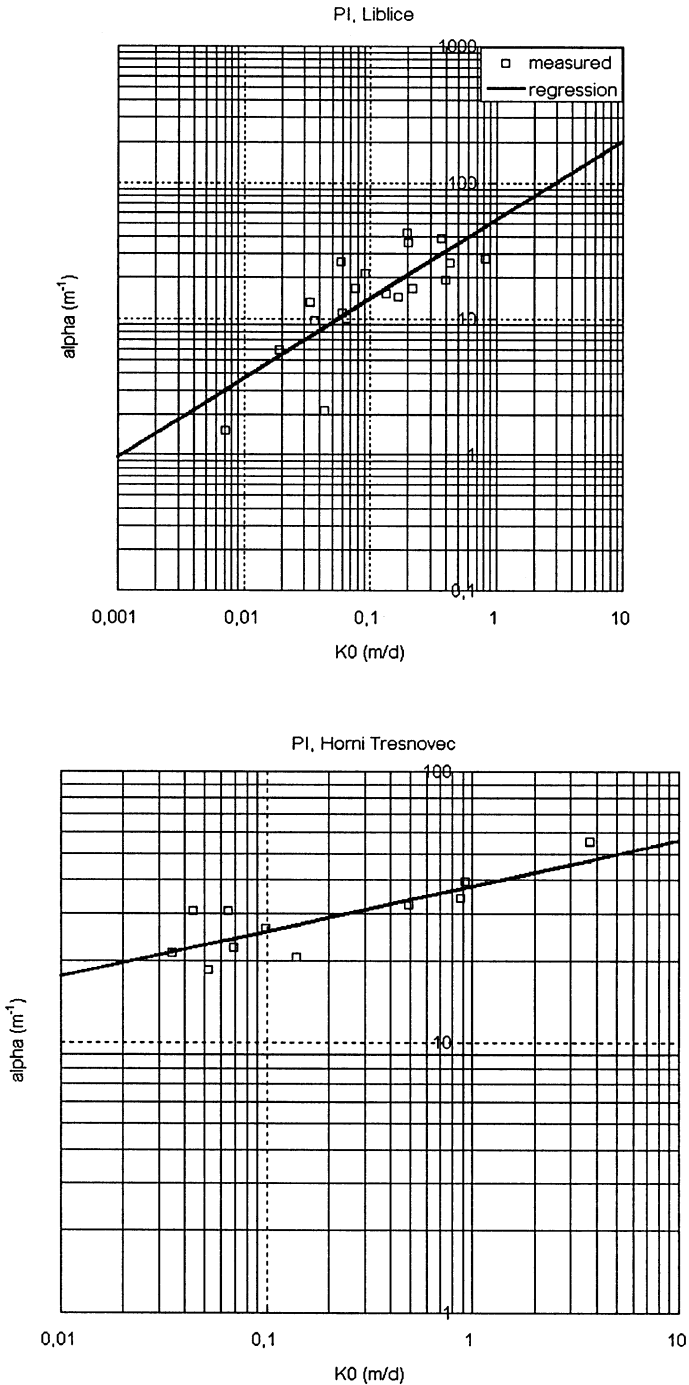 PI, Liblice
1000
measured
regression
100
10
1
0,1
alpha (m-1)
0,001 0,01 0,1 1 10
K0 (m/d)
PI, Horni Tresnovec
100
10
1
alpha (m-1)
0,01 0,1 1 10
K0 (m/d)